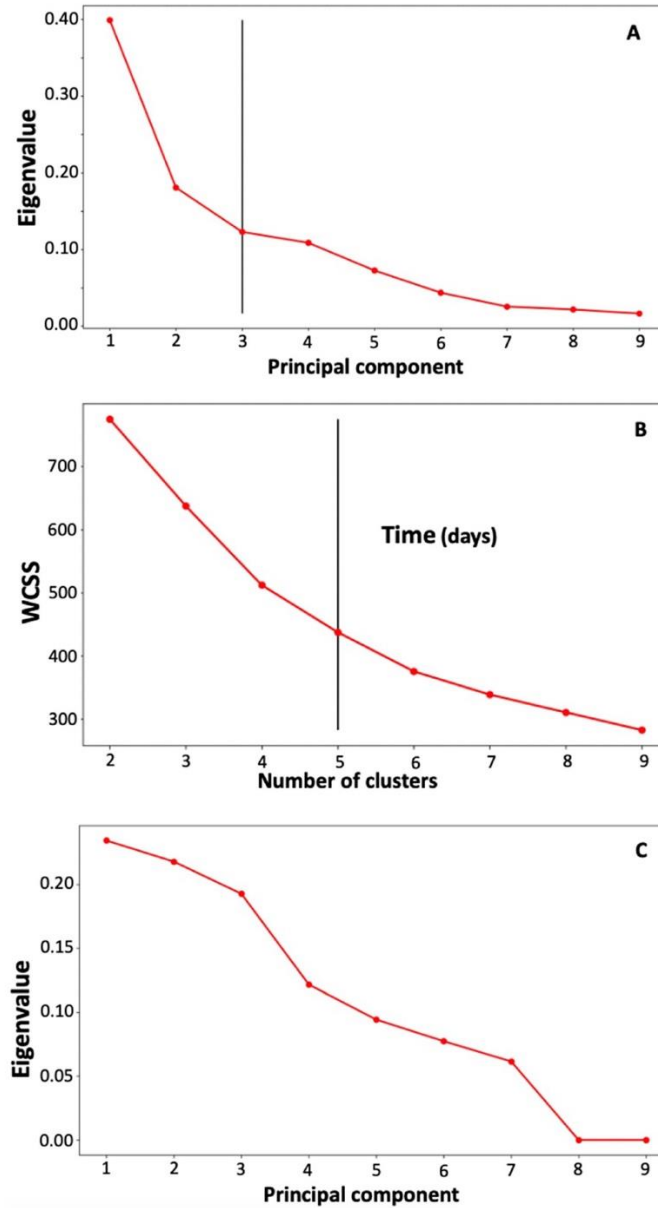 A
0.40
0.30
0.20
0.10
0.00
Eigenvalue
1 2 3 4 5 6 7 8 9
Principal component
B
700
600
500
400
300
WCSS
Time (days)
2 3 4 5 6 7 8 9
Number of clusters
C
0.20
0.15
0.10
0.05
0.00
Eigenvalue
1 2 3 4 5 6 7 8 9
Principal component